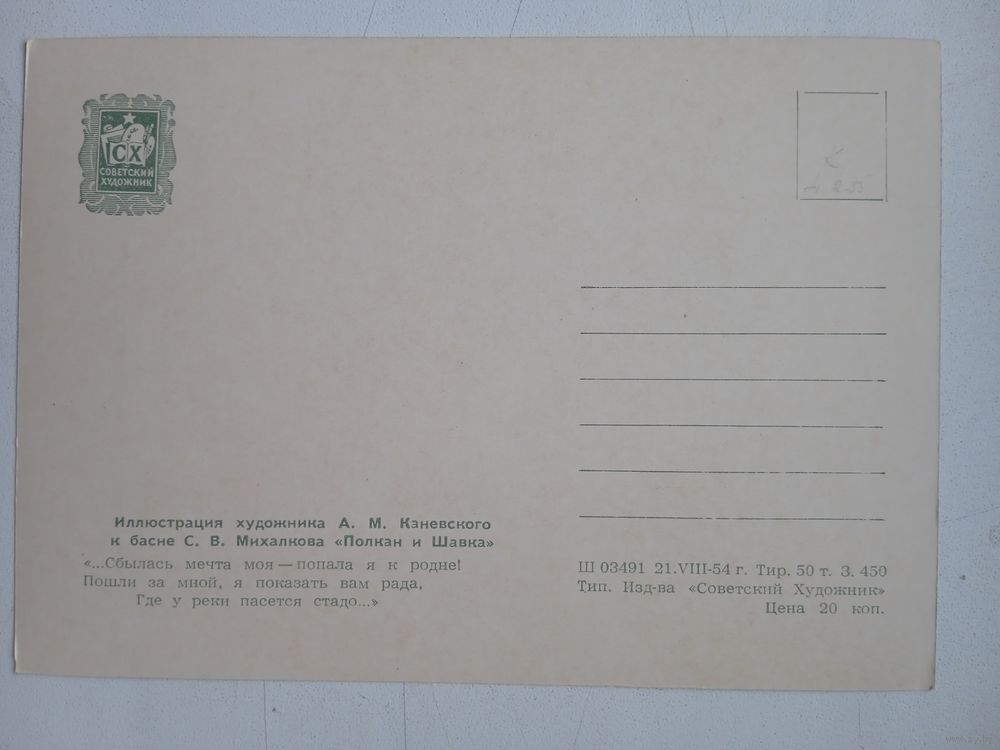 СХ
СОВЕТСКИЙ
ХУДОЖНИК
Иллюстрация художника А. М. Каневского
к басне С. В. Михалкова «Полкан и Шавка»
«...Сбылась мечта моя — попала я к родне!
Пошли за мной, я показать вам рада,
Где у реки пасется стадо...»
Ш 03491 21.VIII-54 г. Тир. 50 т. З. 450
Тип. Изд-ва «Советский Художник»
Цена 20 коп.